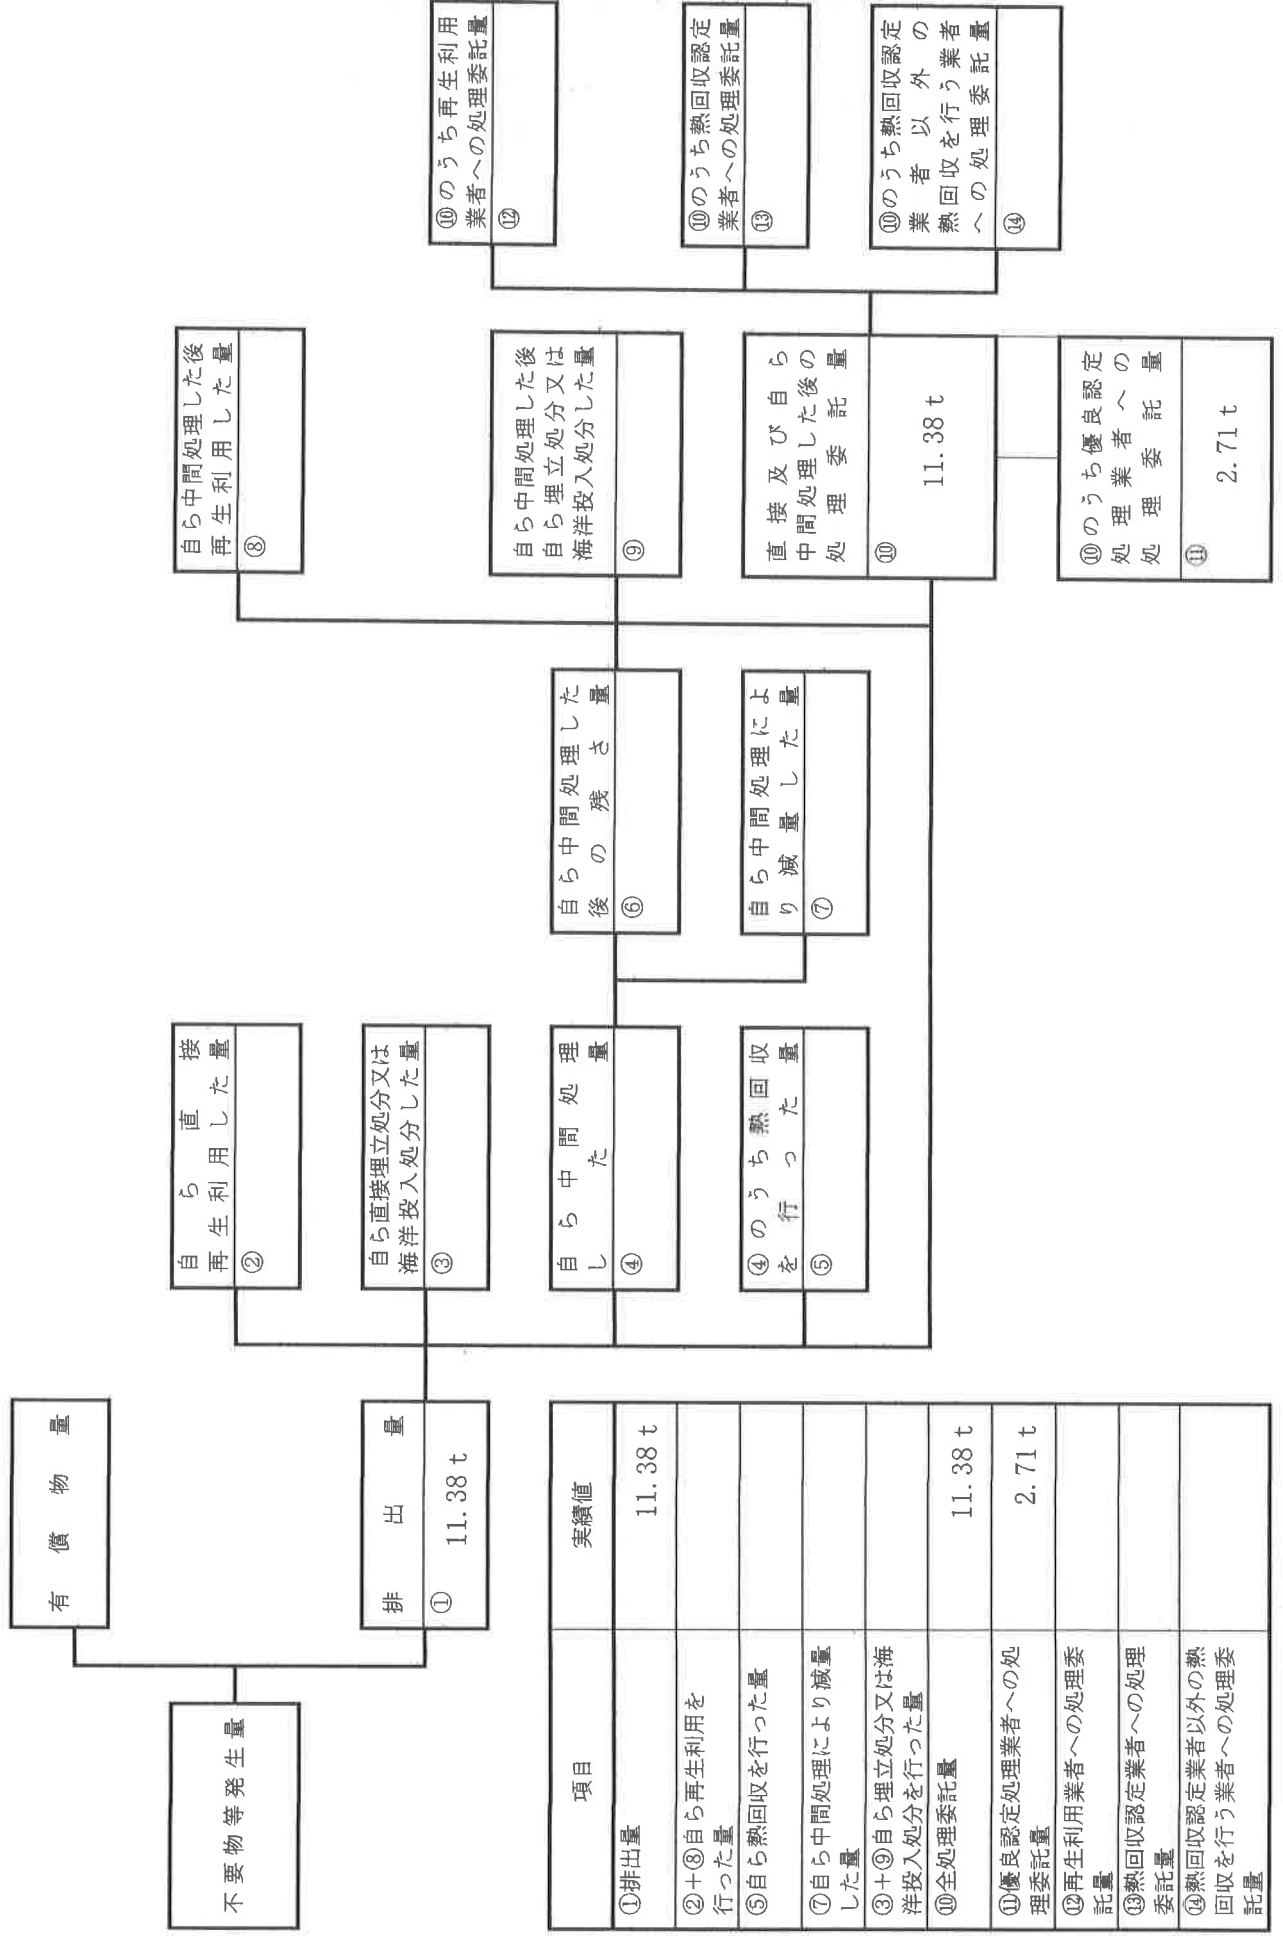 不要物等発生量
有償物量
排出量
① 11.38 t
自ら直接
再生利用した量
②
自ら直接埋立処分又は
海洋投入処分した量
③
自ら中間処理
した量
④
④のうち熱回収
を行った量
⑤
自ら中間処理した
後の残さ量
⑥
自ら中間処理によ
り減量した量
⑦
自ら中間処理した後
再生利用した量
⑧
自ら中間処理した後
自ら埋立処分又は
海洋投入処分した量
⑨
直接及び自ら
中間処理した後の
処理委託量
⑩
11.38 t
⑩のうち優良認定
処理業者への
処理委託量
⑪
2.71 t
⑩のうち再生利用
業者への処理委託量
⑫
⑩のうち熱回収認定
業者への処理委託量
⑬
⑩のうち熱回収認定
業者以外の
熱回収を行う業者
への処理委託量
⑭
項目 実績値
①排出量 11.38 t
②+⑧自ら再生利用を
行った量
⑤自ら熱回収を行った量
⑦自ら中間処理により減量
した量
③+⑨自ら埋立処分又は海
洋投入処分を行った量
⑩全処理委託量 11.38 t
⑪優良認定処理業者への処
理委託量 2.71 t
⑫再生利用業者への処理委
託量
⑬熱回収認定業者への処理
委託量
⑭熱回収認定業者以外の熱
回収を行う業者への処理委
託量